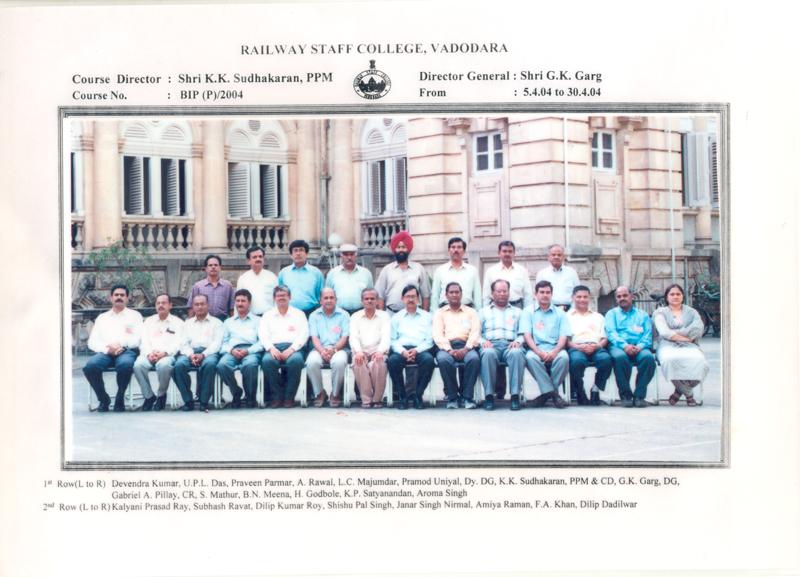 RAILWAY STAFF COLLEGE, VADODARA
Course Director : Shri K.K. Sudhakaran, PPM
Director General : Shri G.K. Garg
Course No. : BIP (P)/2004
From : 5.4.04 to 30.4.04
1st Row(L to R) Devendra Kumar, U.P.L. Das, Praveen Parmar, A. Rawal, L.C. Majumdar, Pramod Uniyal, Dy. DG, K.K. Sudhakaran, PPM & CD, G.K. Garg, DG,
Gabriel A. Pillay, CR, S. Mathur, B.N. Meena, H. Godbole, K.P. Satyanandan, Aroma Singh
2nd Row (L to R) Kalyani Prasad Ray, Subhash Ravat, Dilip Kumar Roy, Shishu Pal Singh, Janar Singh Nirmal, Amiya Raman, F.A. Khan, Dilip Dadilwar